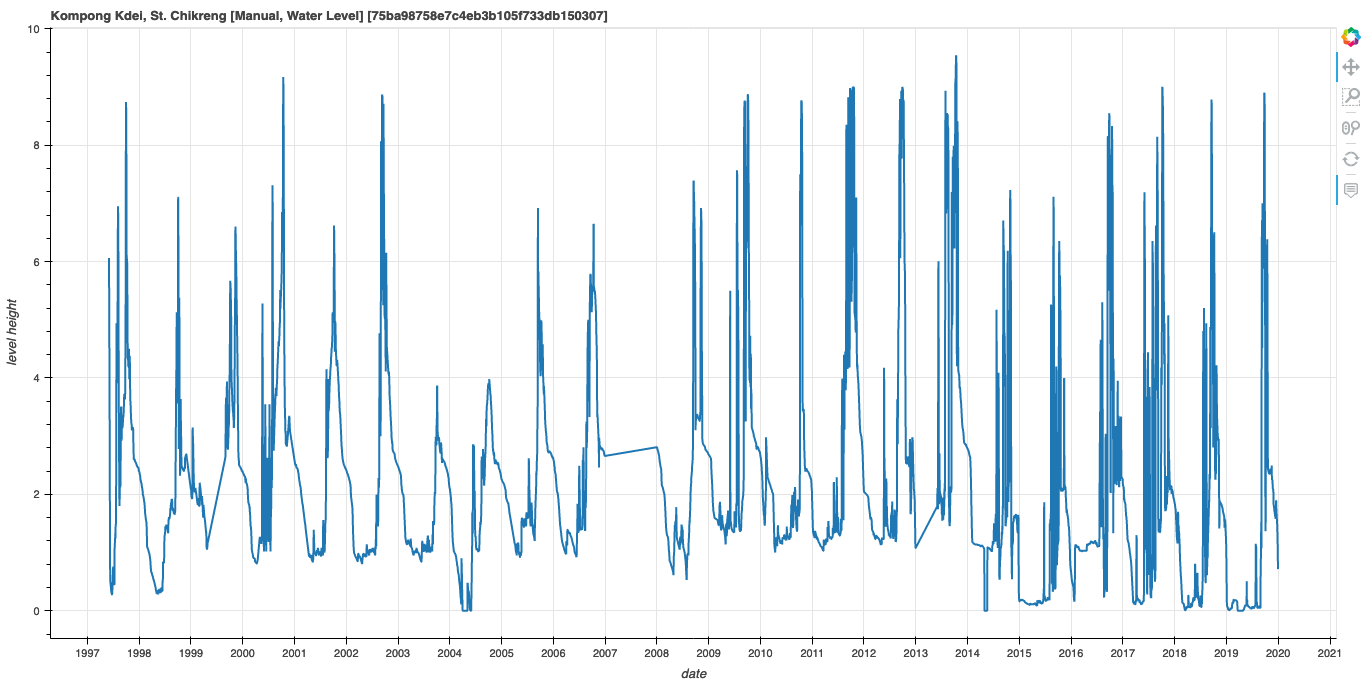 Kompong Kdel, St. Chikreng [Manual, Water Level] [75ba98758e7c4eb3b105f733db150307]
10
8
6
4
2
0
level height
1997 1998 1999 2000 2001 2002 2003 2004 2005 2006 2007 2008 2009 2010 2011 2012 2013 2014 2015 2016 2017 2018 2019 2020 2021
date